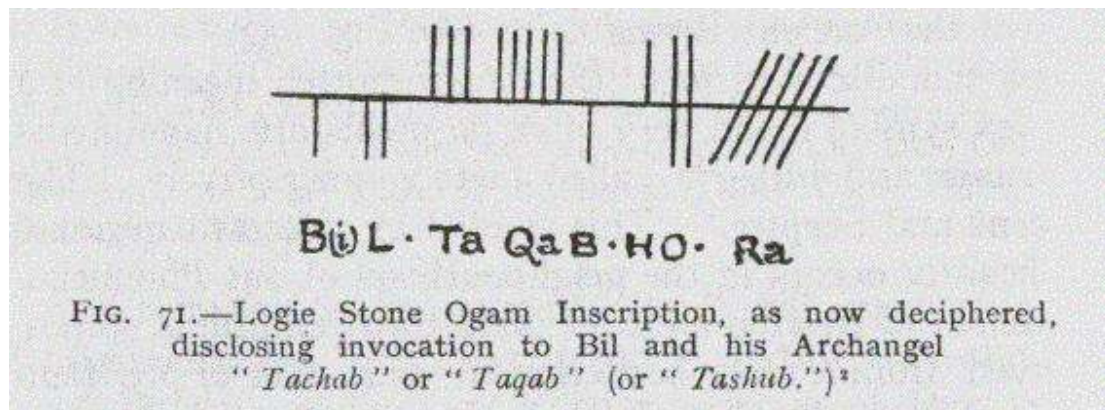 ᚁᚂᚈᚊᚁᚆᚑᚏ
B(i)L · Ta QaB · HO · Ra
FIG. 71.—Logie Stone Ogam Inscription, as now deciphered,
disclosing invocation to Bil and his Archangel
“ Tachab ” or “ Taqab ” (or “ Tashub.”)²